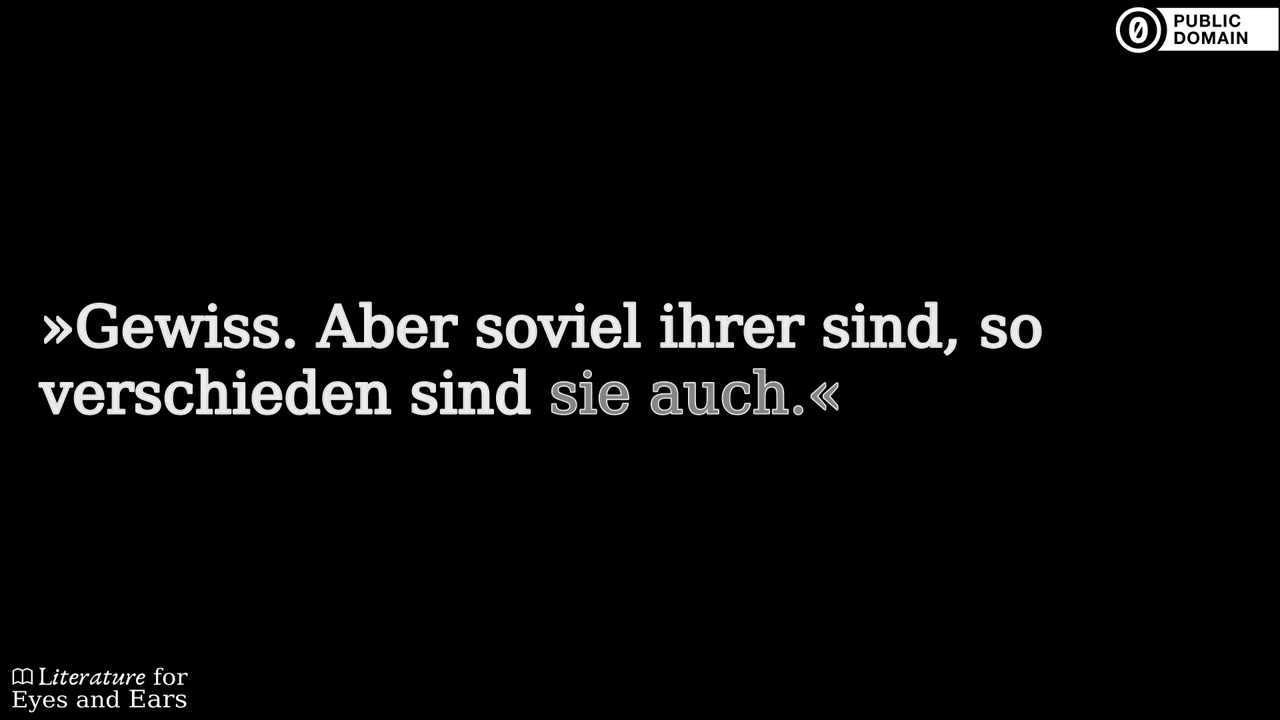 PUBLIC
DOMAIN
»Gewiss. Aber soviel ihrer sind, so
verschieden sind sie auch.«
Literature for
Eyes and Ears